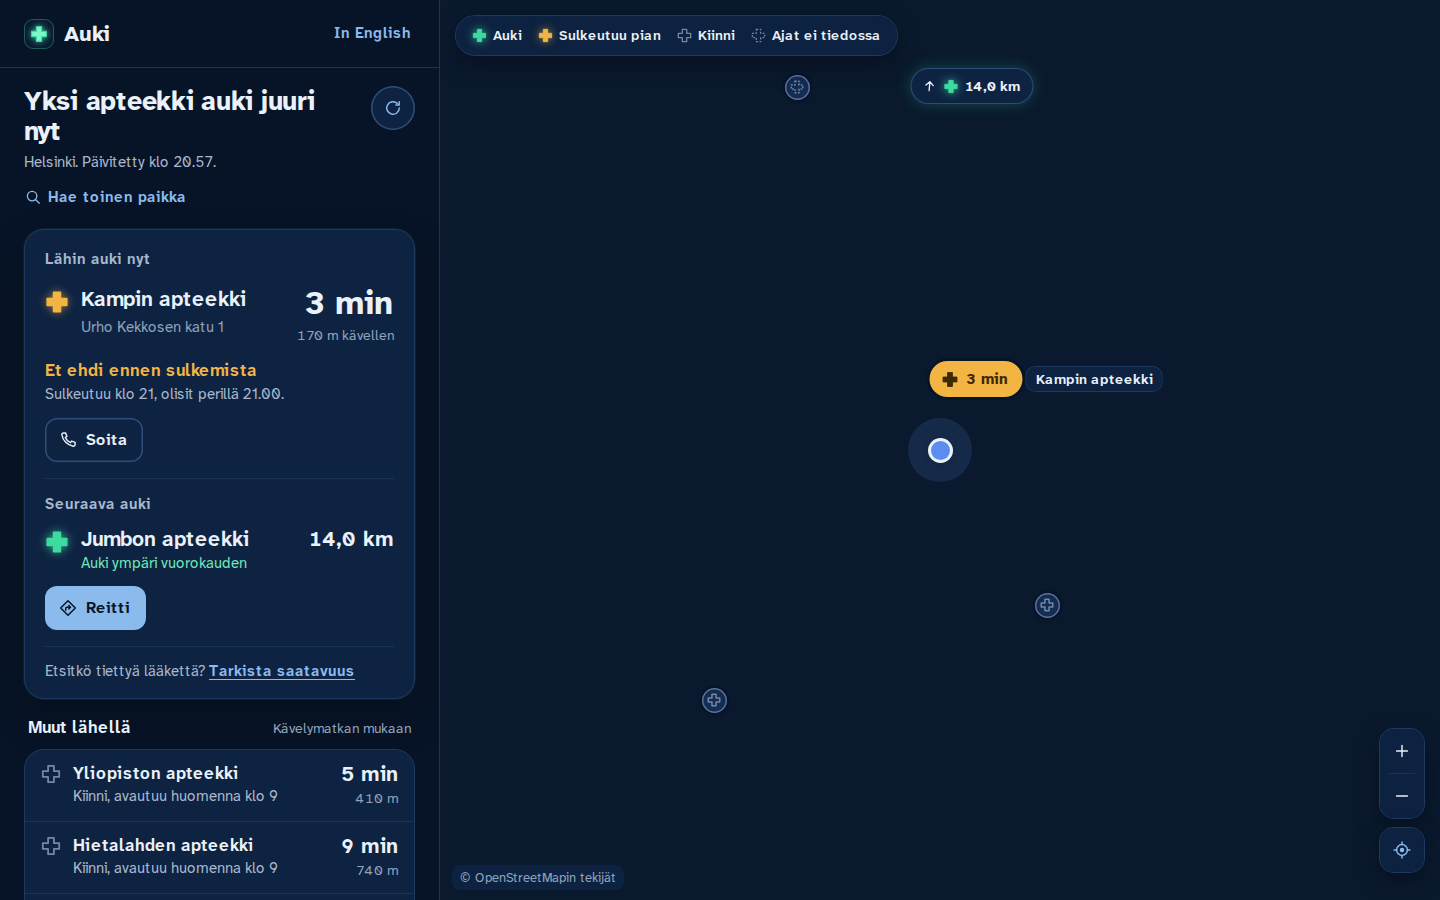 Auki
In English
Yksi apteekki auki juuri
nyt
Helsinki. Päivitetty klo 20.57.
Hae toinen paikka
Lähin auki nyt
Kampin apteekki
3 min
Urho Kekkosen katu 1
170 m kävellen
Et ehdi ennen sulkemista
Sulkeutuu klo 21, olisit perillä 21.00.
Soita
Seuraava auki
Jumbon apteekki
14,0 km
Auki ympäri vuorokauden
Reitti
Etsitkö tiettyä lääkettä? Tarkista saatavuus
Muut lähellä
Kävelymatkan mukaan
Yliopiston apteekki
5 min
Kiinni, avautuu huomenna klo 9
410 m
Hietalahden apteekki
9 min
Kiinni, avautuu huomenna klo 9
740 m
Auki
Sulkeutuu pian
Kiinni
Ajat ei tiedossa
14,0 km
3 min
Kampin apteekki
© OpenStreetMapin tekijät